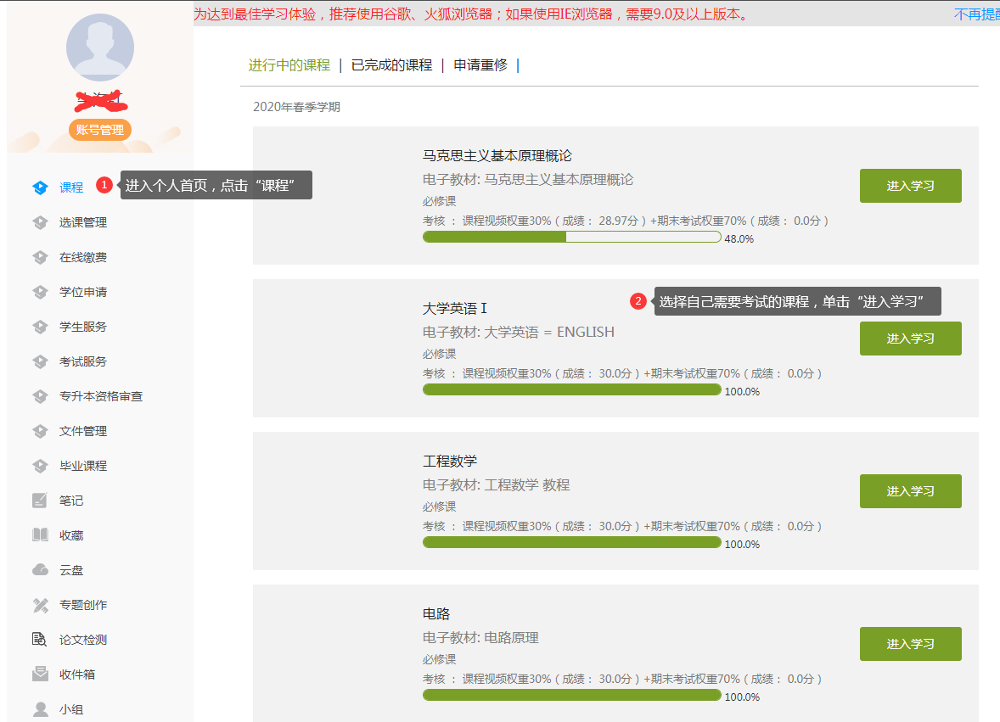 为达到最佳学习体验，推荐使用谷歌、火狐浏览器；如果使用IE浏览器，需要9.0及以上版本。 不再提醒
账号管理
课程
1 进入个人首页，点击“课程”
选课管理
在线缴费
学位申请
学生服务
考试服务
专升本资格审查
文件管理
毕业课程
笔记
收藏
云盘
专题创作
论文检测
收件箱
小组
进行中的课程 | 已完成的课程 | 申请重修 |
2020年春季学期
马克思主义基本原理概论
电子教材: 马克思主义基本原理概论
必修课
考核 ： 课程视频权重30%（成绩： 28.97分）+期末考试权重70%（成绩： 0.0分）
48.0%
进入学习
2 选择自己需要考试的课程，单击“进入学习”
大学英语 I
电子教材: 大学英语 = ENGLISH
必修课
考核 ： 课程视频权重30%（成绩： 30.0分）+期末考试权重70%（成绩： 0.0分）
100.0%
进入学习
工程数学
电子教材: 工程数学 教程
必修课
考核 ： 课程视频权重30%（成绩： 30.0分）+期末考试权重70%（成绩： 0.0分）
100.0%
进入学习
电路
电子教材: 电路原理
必修课
考核 ： 课程视频权重30%（成绩： 30.0分）+期末考试权重70%（成绩： 0.0分）
100.0%
进入学习